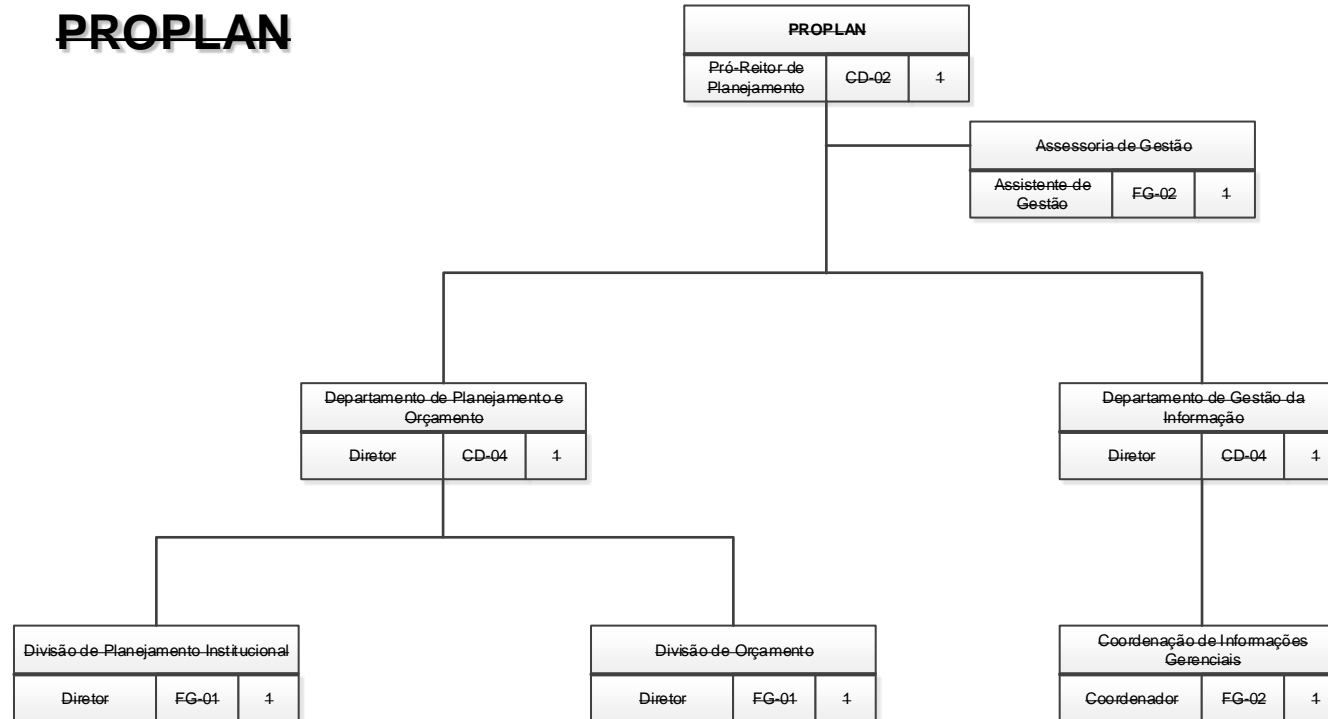 PROPLAN
PROPLAN
Pró-Reitor de
Planejamento
CD-02
1
Assessoria de Gestão
Assistente de
Gestão
FG-02
1
Departamento de Planejamento e
Orçamento
Diretor
CD-04
1
Departamento de Gestão da
Informação
Diretor
CD-04
1
Divisão de Planejamento Institucional
Diretor
FG-01
1
Divisão de Orçamento
Diretor
FG-01
1
Coordenação de Informações
Gerenciais
Coordenador
FG-02
1